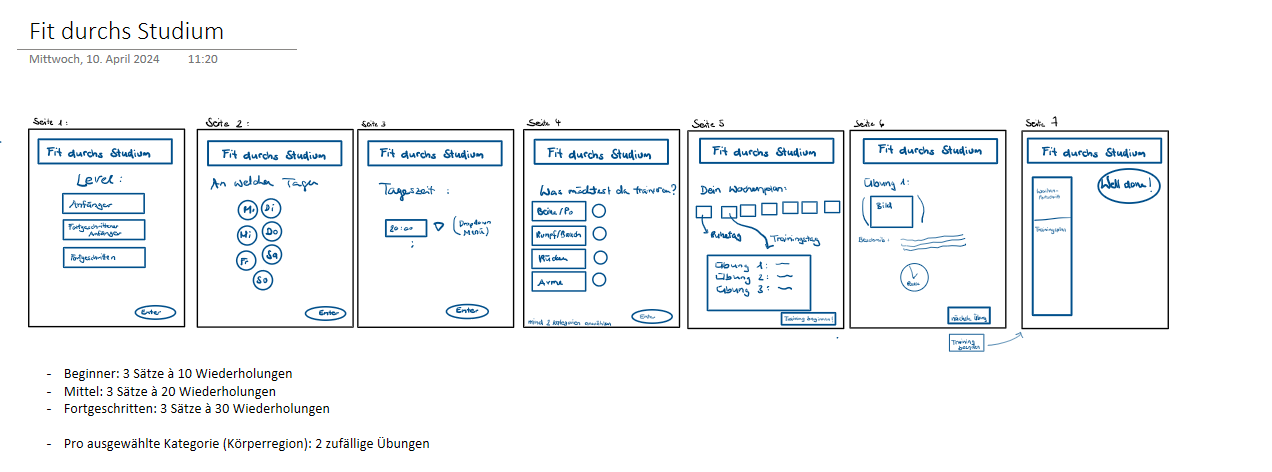 Fit durchs Studium
Mittwoch, 10. April 2024 11:20
Seite 1:
Fit durchs Studium
Level:
Anfänger
Fortgeschrittener
Anfänger
Fortgeschritten
Enter
Seite 2:
Fit durchs Studium
An welchen Tagen
Mo Di
Mi Do
Fr Sa
So
Enter
Seite 3
Fit durchs Studium
Tageszeit :
20:00 (Dropdown
Menü)
Enter
Seite 4
Fit durchs Studium
Was möchtest du trainieren?
Beine/Po
Rumpf/Bauch
Rücken
Arme
mind 2 Kategorien auswählen
Enter
Seite 5
Fit durchs Studium
Dein Wochenplan:
Ruhetag
Trainingstag
Übung 1:
Übung 2:
Übung 3:
Training beginnen!
Seite 6
Fit durchs Studium
Übung 1:
Bild
Beschreib.:
nächste Übung
Training
beenden
Seite 7
Fit durchs Studium
Well done!
Trainingsplan
- Beginner: 3 Sätze à 10 Wiederholungen
- Mittel: 3 Sätze à 20 Wiederholungen
- Fortgeschritten: 3 Sätze à 30 Wiederholungen
- Pro ausgewählte Kategorie (Körperregion): 2 zufällige Übungen